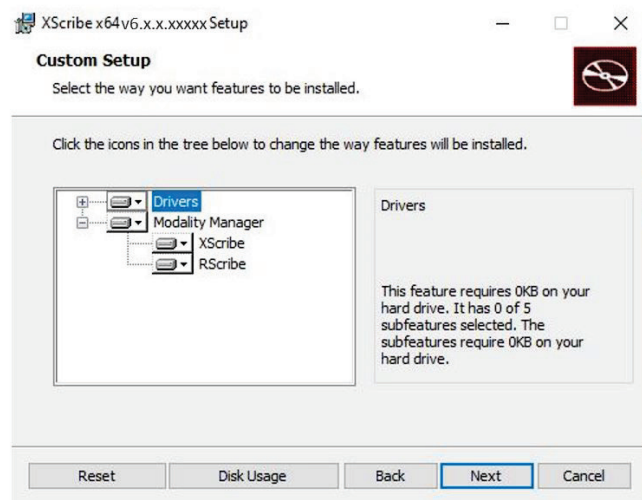 XScribe x64v6.x.x.xxxxx Setup
Custom Setup
Select the way you want features to be installed.
Click the icons in the tree below to change the way features will be installed.
Drivers
Modality Manager
XScribe
RScribe
Drivers
This feature requires 0KB on your
hard drive. It has 0 of 5
subfeatures selected. The
subfeatures require 0KB on your
hard drive.
Reset
Disk Usage
Back
Next
Cancel